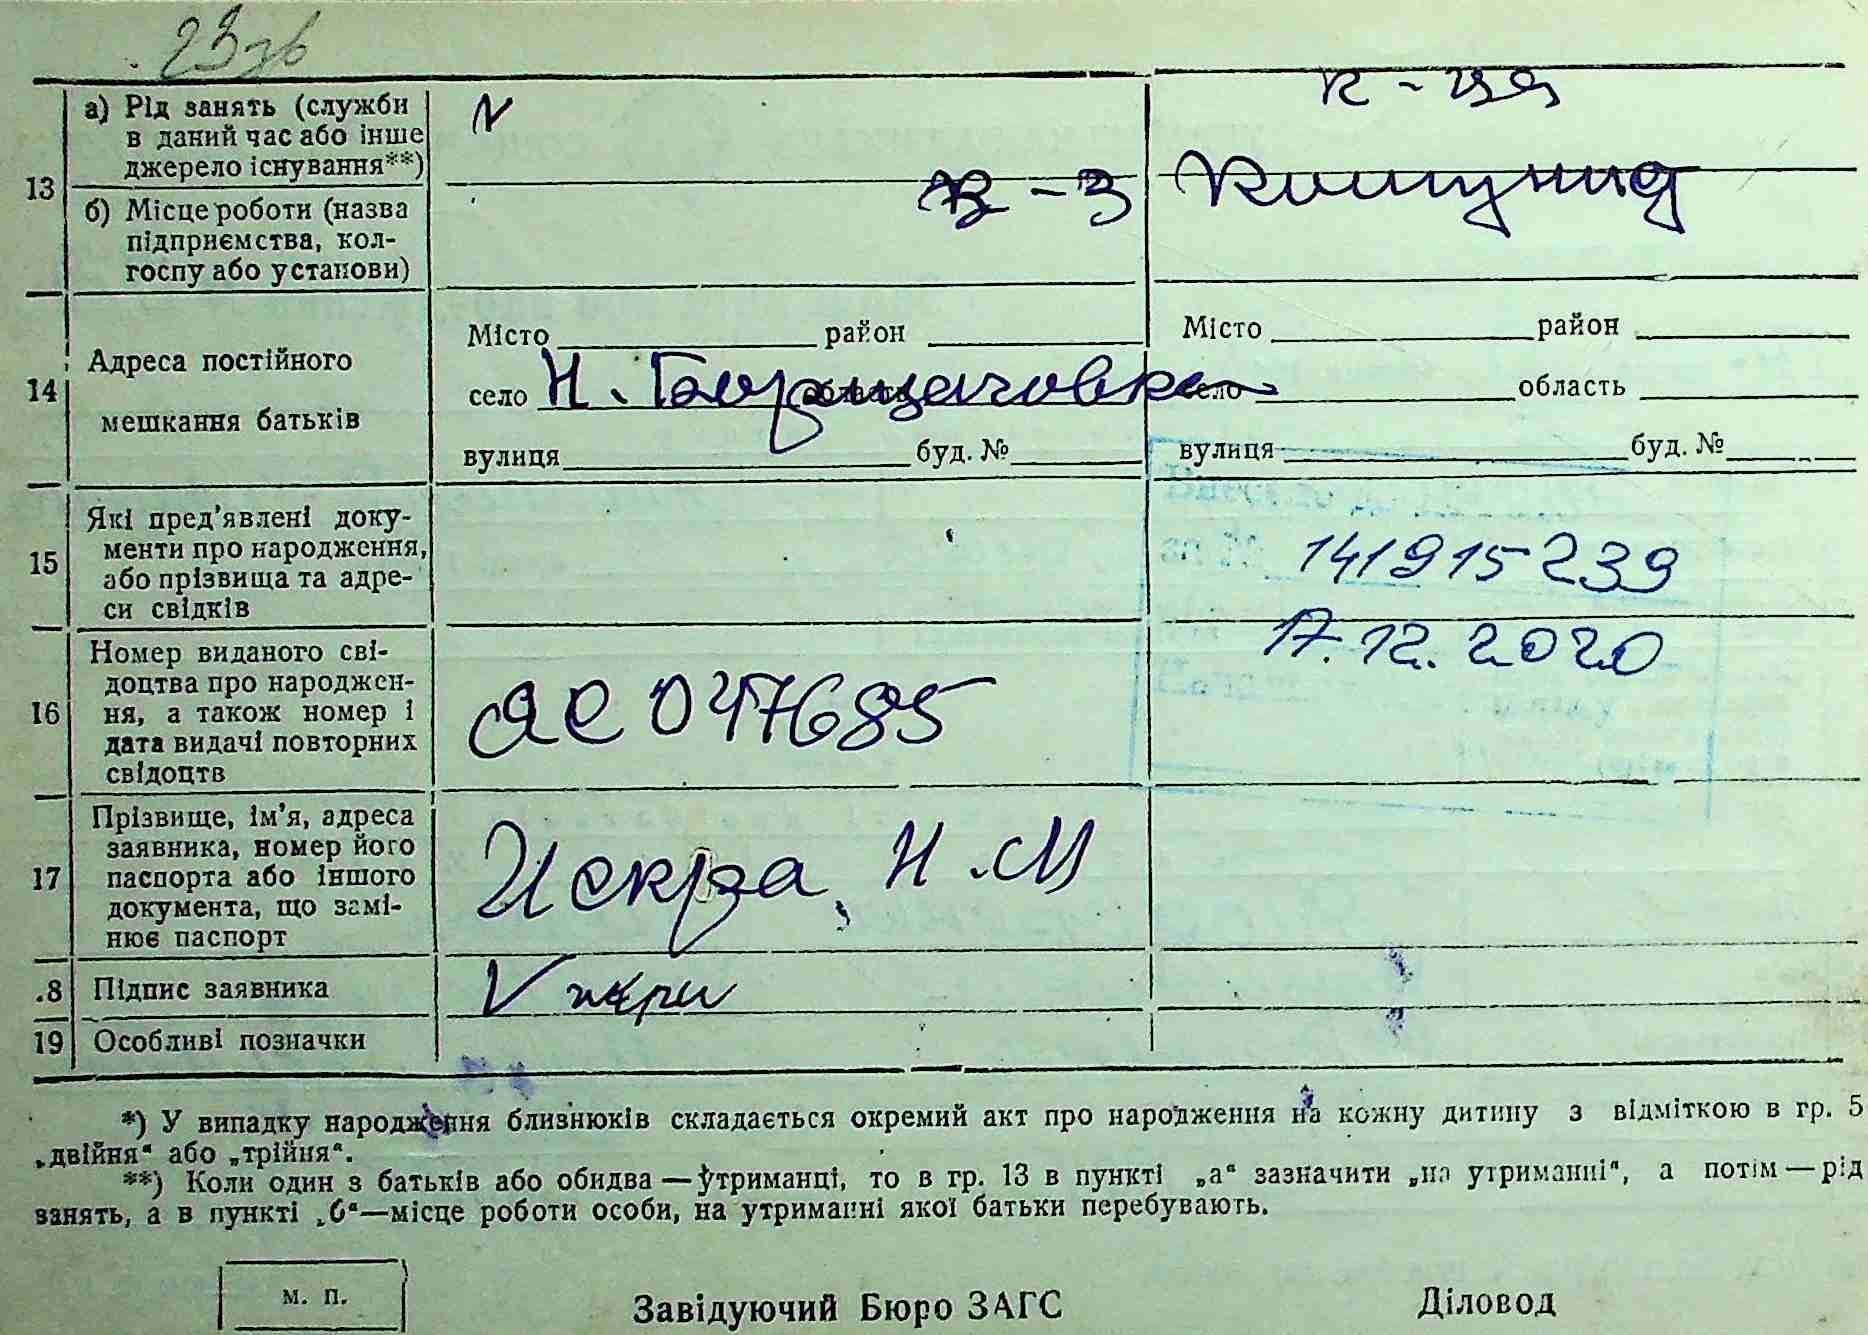 23зв
13
а) Рід занять (служби
в даний час або інше
джерело існування**)
к-ця
б) Місце роботи (назва
підприємства, кол-
госпу або установи)
к-з Комунид
14
Адреса постійного
мешкання батьків
Місто район
село Н. Борщаговка область
вулиця буд. №
Місто район
село область
вулиця буд. №
15
Які пред’явлені доку-
менти про народження,
або прізвища та адре-
си свідків
141915239
16
Номер виданого сві-
доцтва про народжен-
ня, а також номер і
дата видачі повторних
свідоцтв
ЯС 047685
17.12.2020
17
Прізвище, ім’я, адреса
заявника, номер його
паспорта або іншого
документа, що замі-
нює паспорт
Искра, Н.М
.8
Підпис заявника
19
Особливі позначки
*) У випадку народження близнюків складається окремий акт про народження на кожну дитину з відміткою в гр. 5
„двійня“ або „трійня“.
**) Коли один з батьків або обидва — утриманці, то в гр. 13 в пункті „а“ зазначити „на утриманні“, а потім — рід
занять, а в пункті „б“—місце роботи особи, на утриманні якої батьки перебувають.
м. п.
Завідуючий Бюро ЗАГС
Діловод